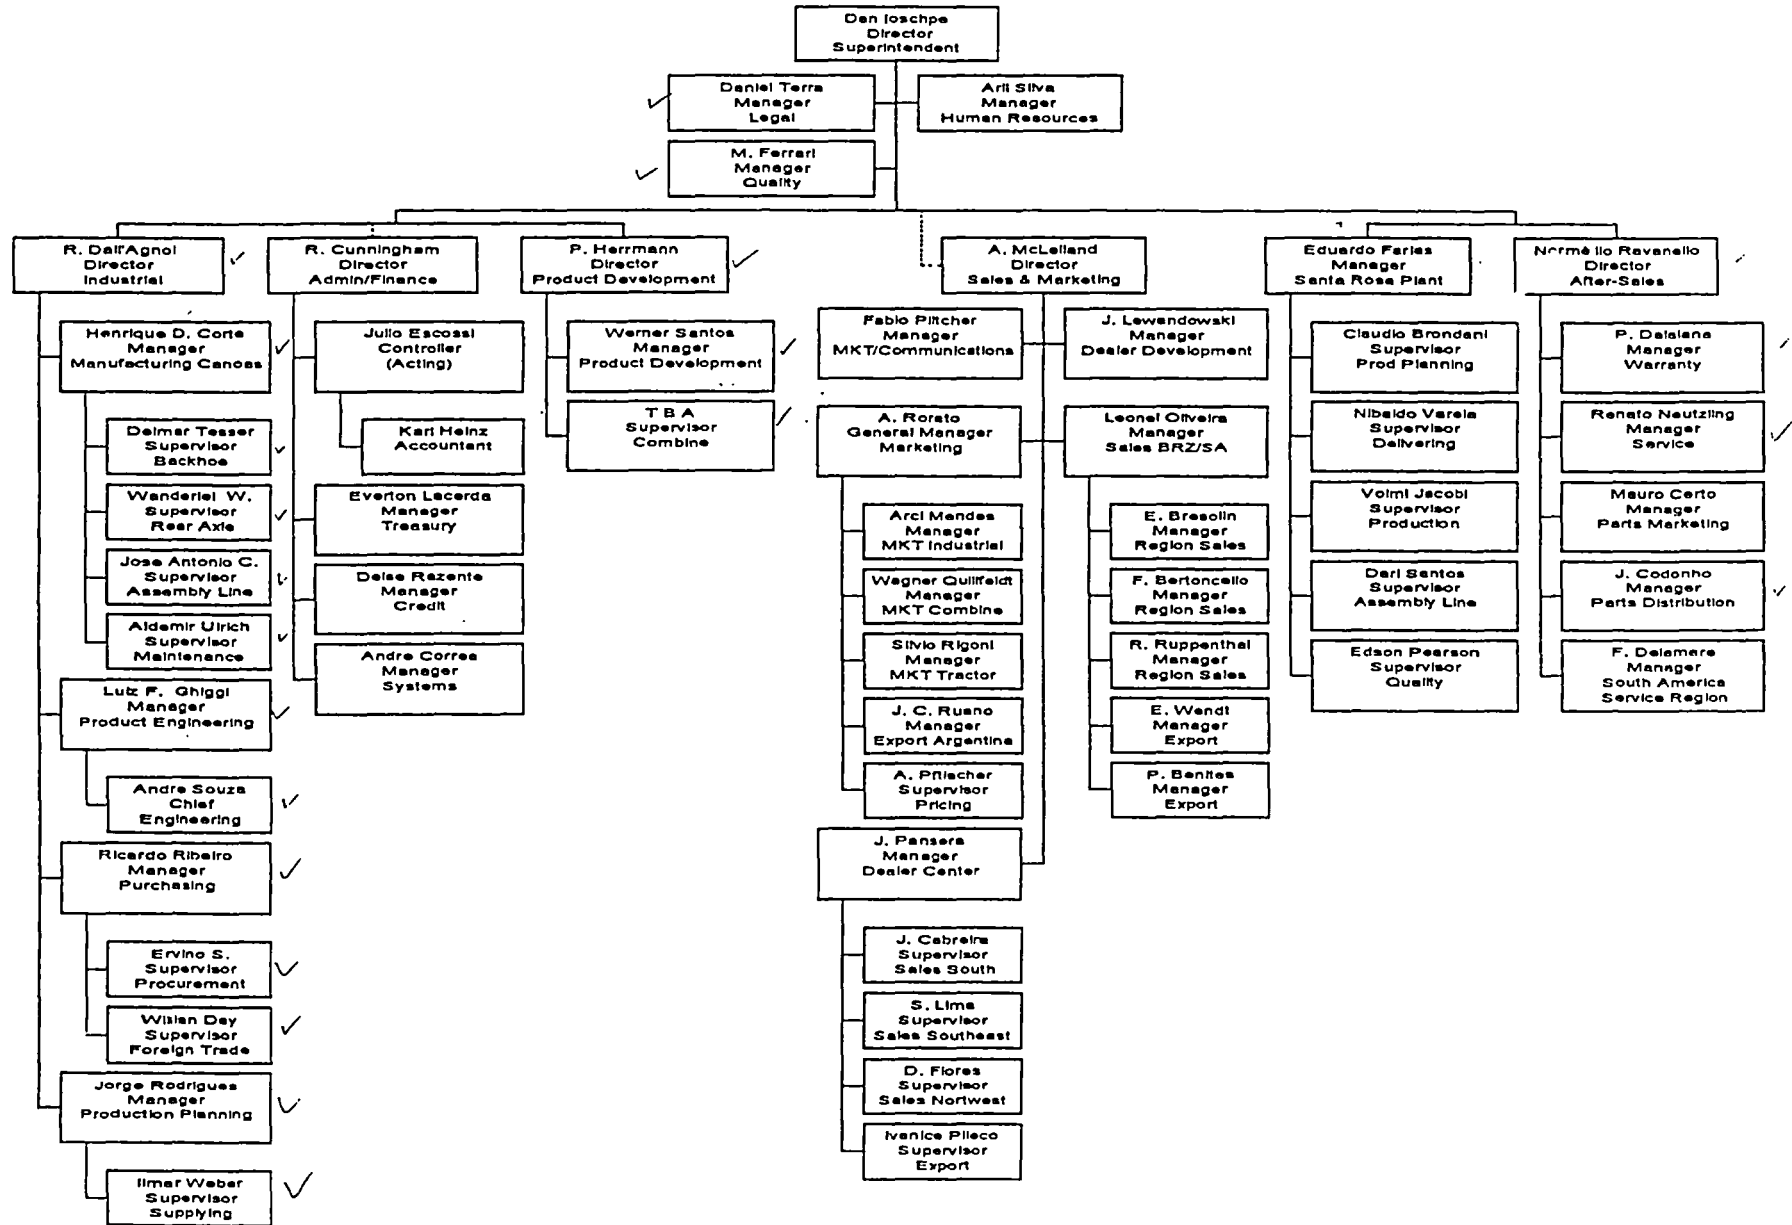 Dan Ioschpe
Director
Superintendent
Daniel Terra
Manager
Legal
Arli Silva
Manager
Human Resources
M. Ferrari
Manager
Quality
R. Dall'Agnol
Director
Industrial
R. Cunningham
Director
Admin/Finance
P. Herrmann
Director
Product Development
A. McLelland
Director
Sales & Marketing
Eduardo Farias
Manager
Santa Rosa Plant
Normélio Ravanello
Director
After-Sales
Henrique D. Corte
Manager
Manufacturing Canoas
Delmar Tesser
Supervisor
Backhoe
Wanderlei W.
Supervisor
Rear Axle
Jose Antonio C.
Supervisor
Assembly Line
Aldemir Ulrich
Supervisor
Maintenance
Luiz F. Ghiggi
Manager
Product Engineering
Andre Souza
Chief
Engineering
Ricardo Ribeiro
Manager
Purchasing
Ervino S.
Supervisor
Procurement
Supervisor
Foreign Trade
Jorge Rodrigues
Manager
Production Planning
Ilmar Weber
Supervisor
Supplying
Julio Escossi
Controller
(Acting)
Karl Heinz
Accountant
Everton Lacerda
Manager
Treasury
Deise Razente
Manager
Credit
Andre Correa
Manager
Systems
Werner Santos
Manager
Product Development
T B A
Supervisor
Combine
Fabio Piltcher
Manager
MKT/Communications
J. Lewandowski
Manager
Dealer Development
A. Rorato
General Manager
Marketing
Leonel Oliveira
Manager
Sales BRZ/SA
Arci Mendes
Manager
MKT Industrial
Wagner Quilfeldt
Manager
MKT Combine
Silvio Rigoni
Manager
MKT Tractor
J. C. Ruano
Manager
Export Argentina
A. Pflscher
Supervisor
Pricing
E. Bresolin
Manager
Region Sales
F. Bertoncello
Manager
Region Sales
R. Ruppenthal
Manager
Region Sales
E. Wendt
Manager
Export
P. Benites
Manager
Export
J. Pansera
Manager
Dealer Center
J. Cabreira
Supervisor
Sales South
S. Lima
Supervisor
Sales Southeast
D. Flores
Supervisor
Sales Nortwest
Ivanice Pileco
Supervisor
Export
Claudio Brondani
Supervisor
Prod Planning
Nibaldo Varela
Supervisor
Delivering
Volmi Jacobi
Supervisor
Production
Darl Santos
Supervisor
Assembly Line
Edson Pearson
Supervisor
Quality
P. Dalsiana
Manager
Warranty
Renato Neutzling
Manager
Service
Mauro Certo
Manager
Parts Marketing
J. Codonho
Manager
Parts Distribution
F. Delamare
Manager
South America
Service Region